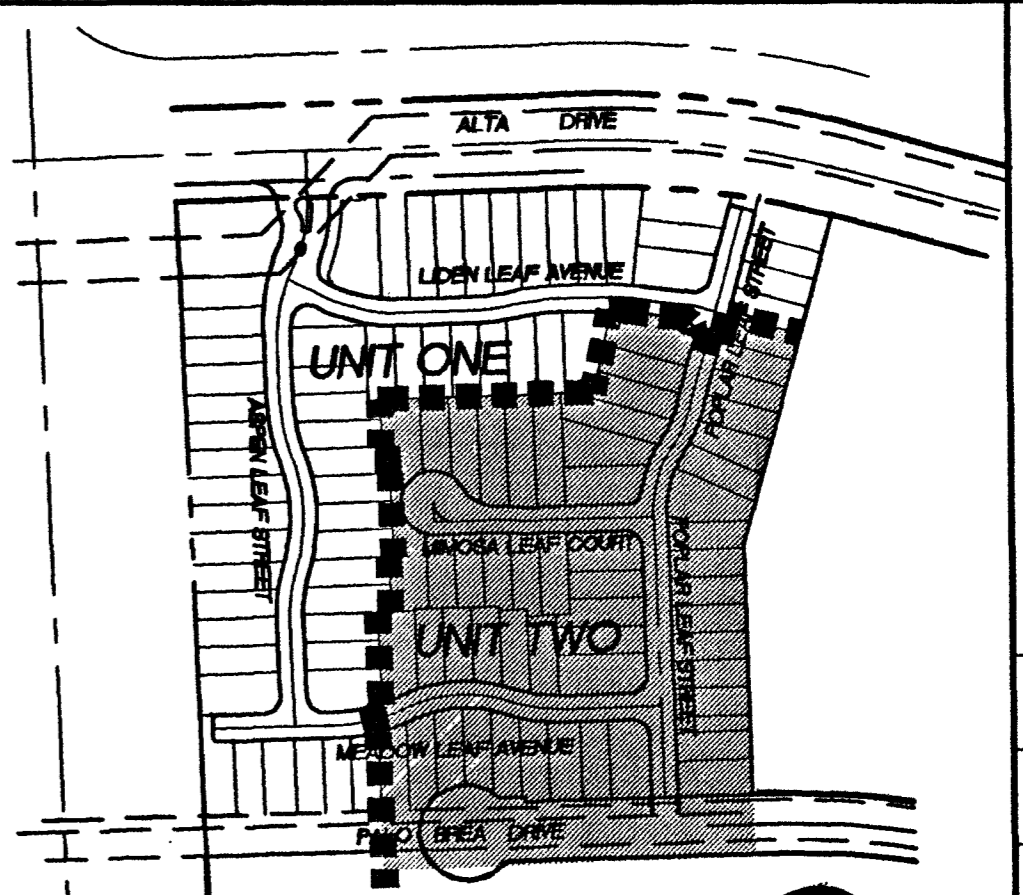 ALTA DRIVE
LIDEN LEAF AVENUE
POPLAR LEAF STREET
UNIT ONE
ASPEN LEAF STREET
MIMOSA LEAF COURT
POPLAR LEAF STREET
UNIT TWO
MEADOW LEAF AVENUE
PALO BREA DRIVE